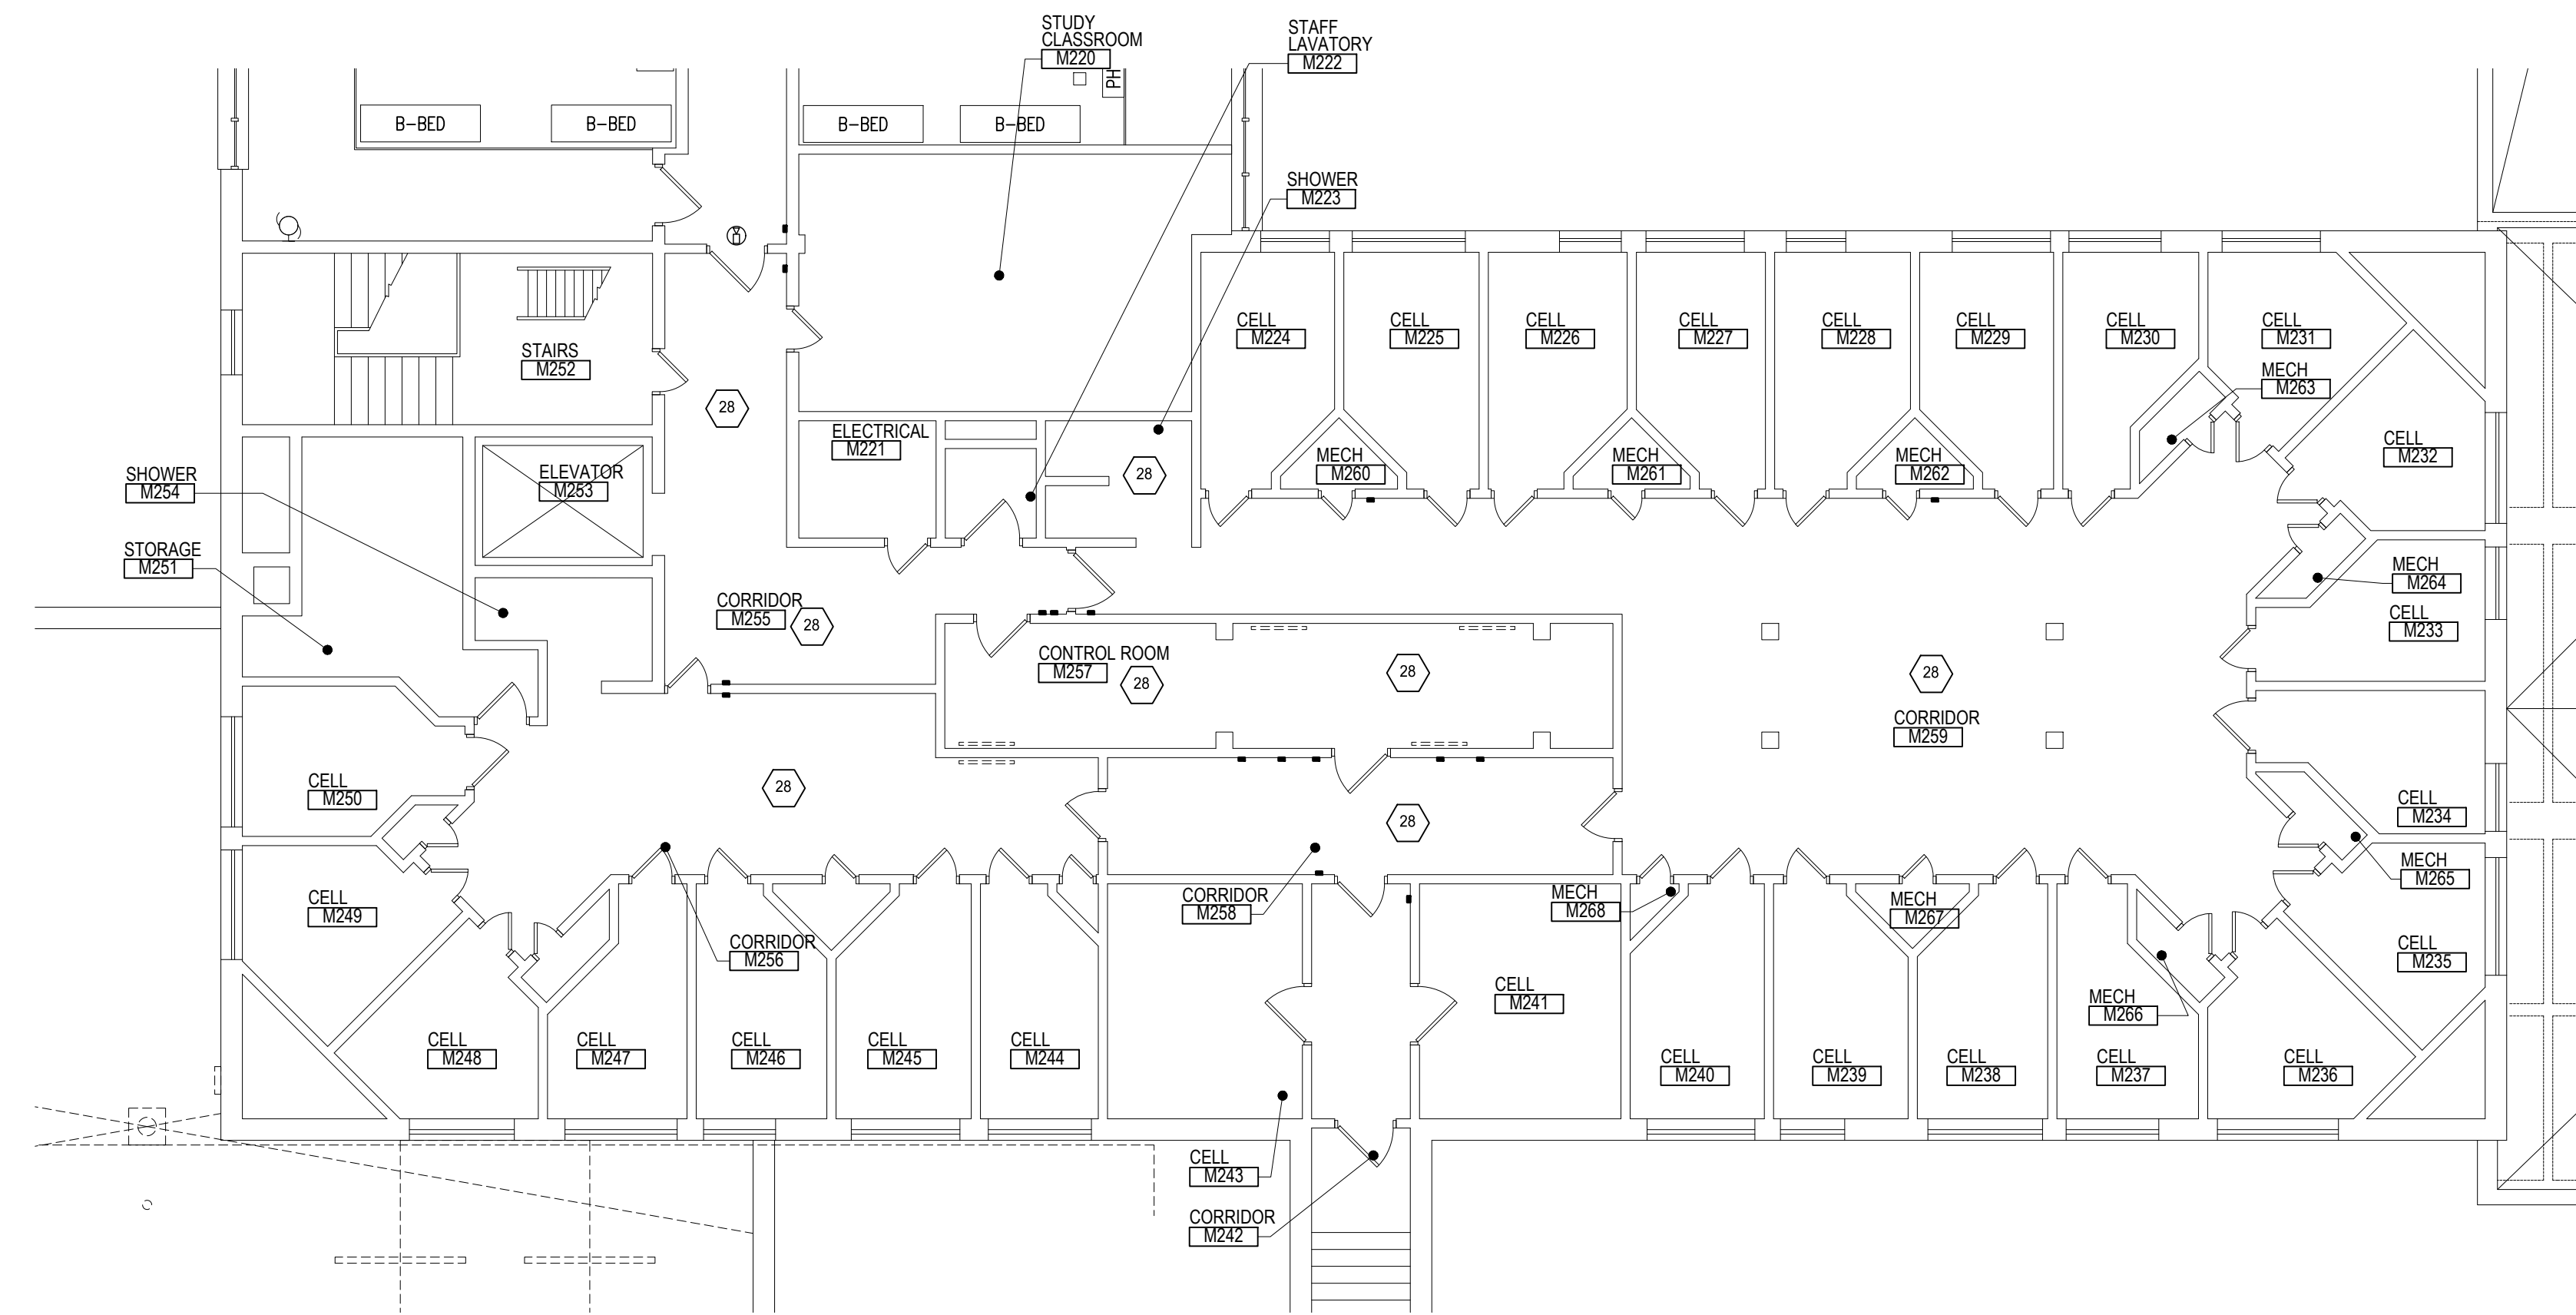 STUDY
CLASSROOM
M220
STAFF
LAVATORY
M222
PH
B-BED
B-BED
B-BED
B-BED
SHOWER
M223
STAIRS
M252
28
CELL
M224
CELL
M225
CELL
M226
CELL
M227
CELL
M228
CELL
M229
CELL
M230
CELL
M231
MECH
M263
ELECTRICAL
M221
28
MECH
M260
MECH
M261
MECH
M262
CELL
M232
SHOWER
M254
ELEVATOR
M253
STORAGE
M251
MECH
M264
CORRIDOR
M255
28
CELL
M233
CONTROL ROOM
M257
28
28
28
CORRIDOR
M259
CELL
M250
28
28
CELL
M234
MECH
M265
CELL
M249
CORRIDOR
M258
MECH
M268
MECH
M267
CORRIDOR
M256
CELL
M235
CELL
M241
MECH
M266
CELL
M248
CELL
M247
CELL
M246
CELL
M245
CELL
M244
CELL
M240
CELL
M239
CELL
M238
CELL
M237
CELL
M236
CELL
M243
CORRIDOR
M242